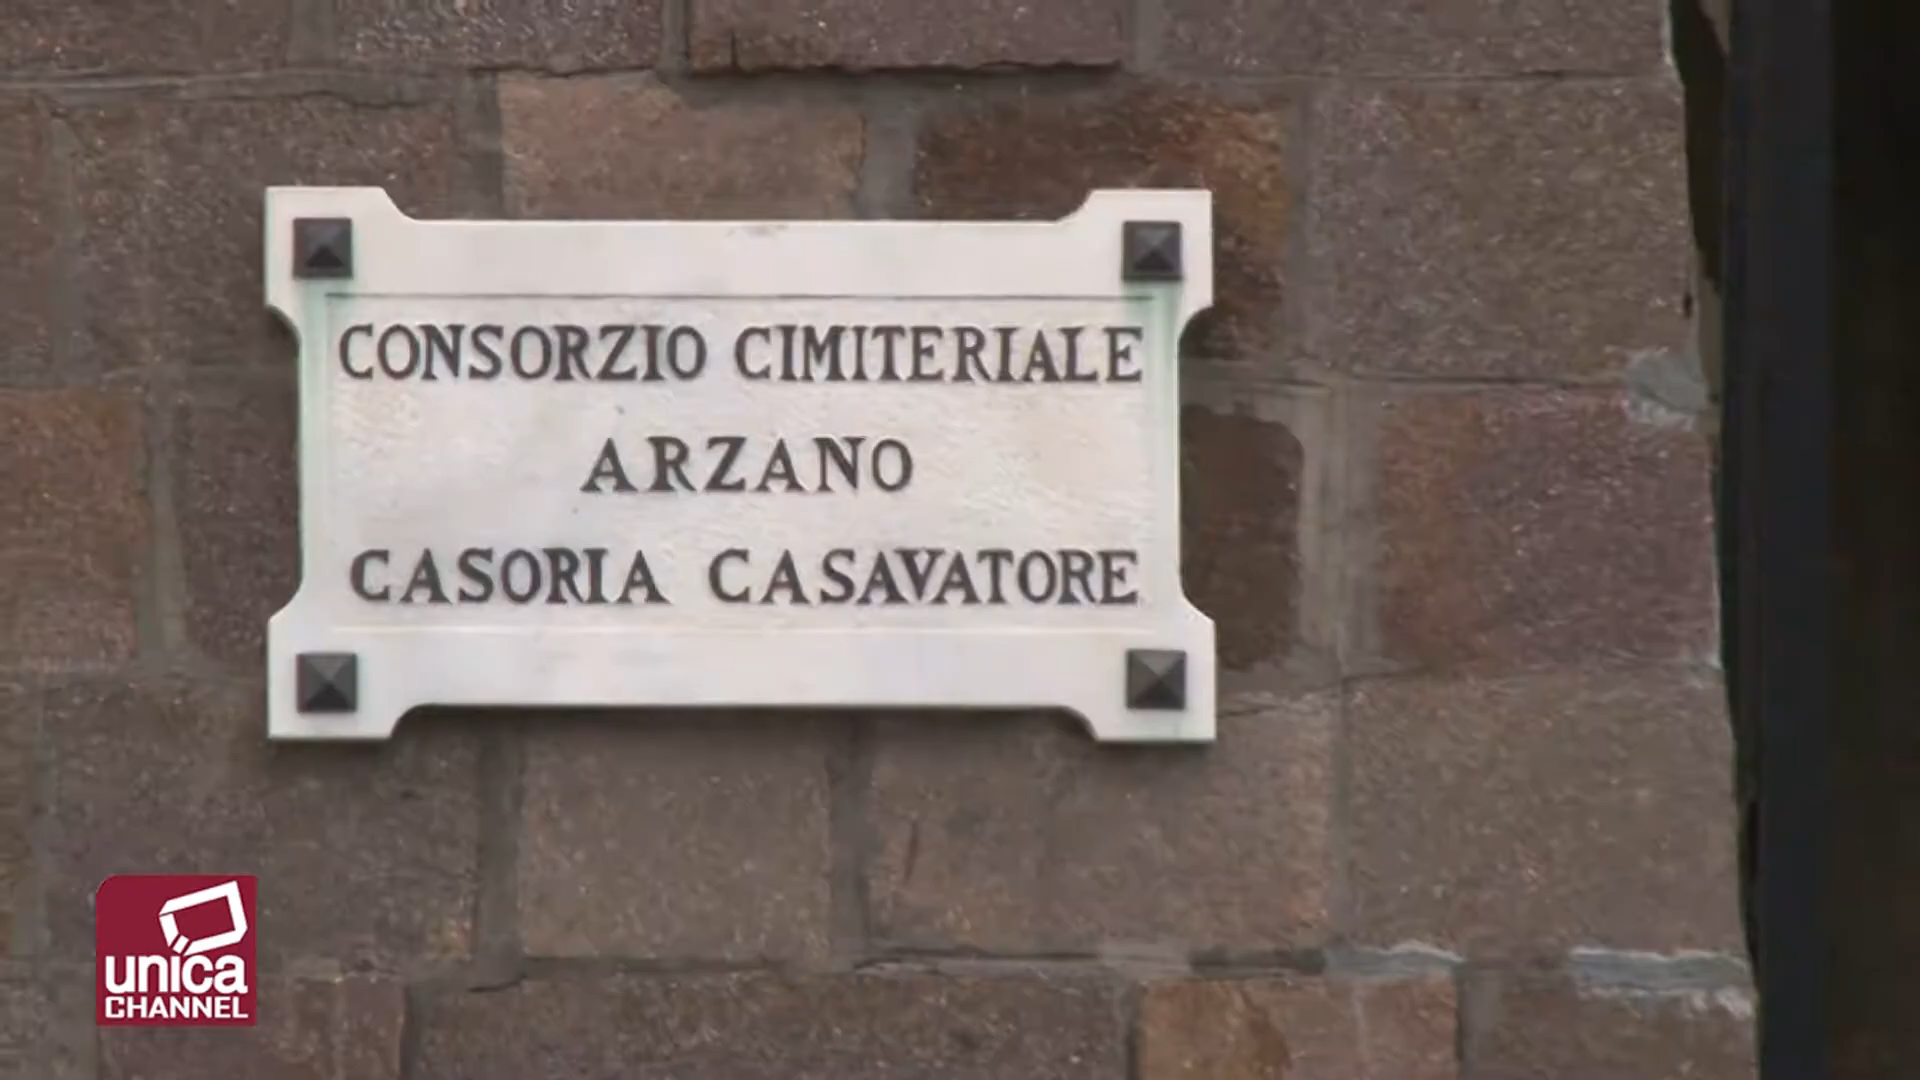 CONSORZIO CIMITERIALE
ARZANO
CASORIA CASAVATORE
unica
CHANNEL